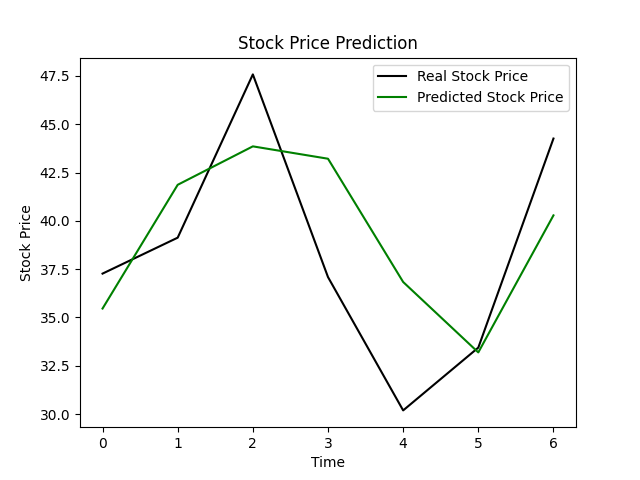 Stock Price Prediction
Real Stock Price
Predicted Stock Price
Stock Price
47.5
45.0
42.5
40.0
37.5
35.0
32.5
30.0
0 1 2 3 4 5 6
Time